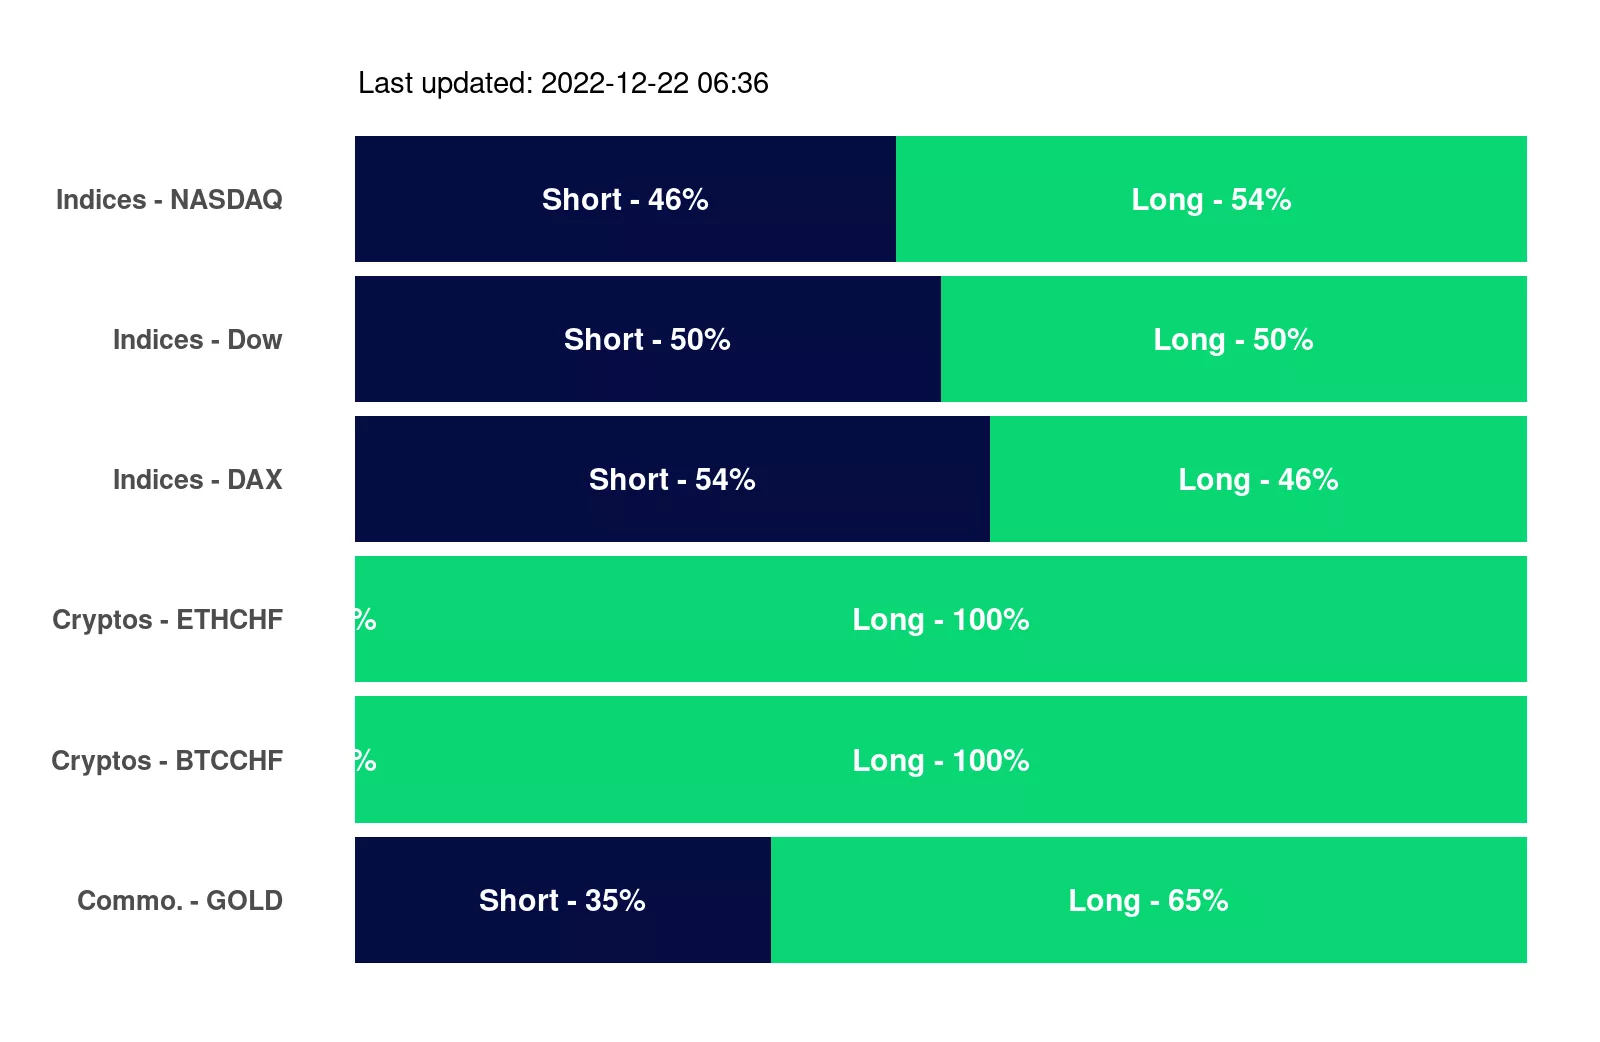 Last updated: 2022-12-22 06:36
Indices - NASDAQ Short - 46% Long - 54%
Indices - Dow Short - 50% Long - 50%
Indices - DAX Short - 54% Long - 46%
Cryptos - ETHCHF % Long - 100%
Cryptos - BTCCHF % Long - 100%
Commo. - GOLD Short - 35% Long - 65%